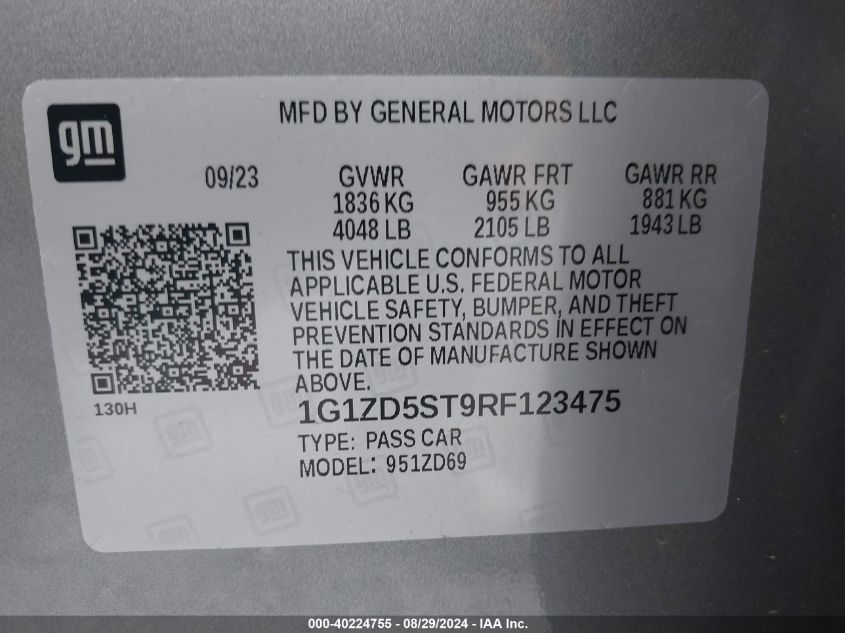 gm
MFD BY GENERAL MOTORS LLC
09/23 GVWR GAWR FRT GAWR RR
1836 KG 955 KG 881 KG
4048 LB 2105 LB 1943 LB
THIS VEHICLE CONFORMS TO ALL
APPLICABLE U.S. FEDERAL MOTOR
VEHICLE SAFETY, BUMPER, AND THEFT
PREVENTION STANDARDS IN EFFECT ON
THE DATE OF MANUFACTURE SHOWN
ABOVE.
130H
1G1ZD5ST9RF123475
TYPE: PASS CAR
MODEL: 951ZD69
000-40224755 - 08/29/2024 - IAA Inc.